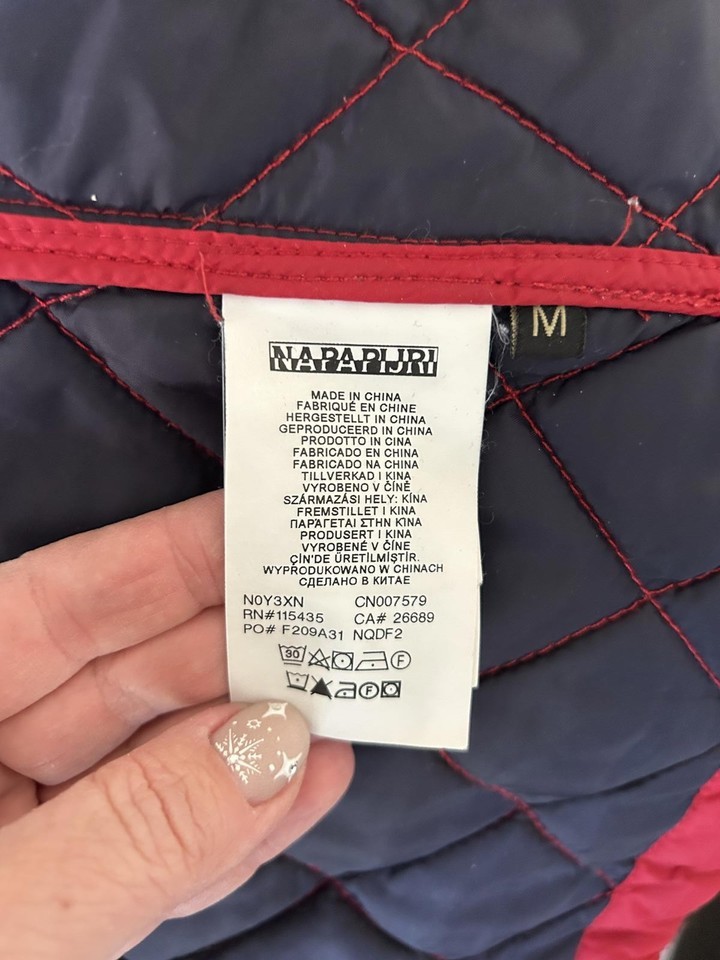 NAPAPIJRI
M
MADE IN CHINA
FABRIQUÉ EN CHINE
HERGESTELLT IN CHINA
GEPRODUCEERD IN CHINA
PRODOTTO IN CINA
FABRICADO EN CHINA
FABRICADO NA CHINA
TILLVERKAD I KINA
VYROBENO V ČÍNĚ
SZÁRMAZÁSI HELY: KÍNA
FREMSTILLET I KINA
ΠΑΡΑΓΕΤΑΙ ΣΤΗΝ ΚΊΝΑ
PRODUSERT I KINA
VYROBENÉ V ČÍNE
ÇİN'DE ÜRETİLMİŞTİR.
WYPRODUKOWANO W CHINACH
СДЕЛАНО В КИТАЕ
N0Y3XN CN007579
RN#115435 CA# 26689
PO# F209A31 NQDF2
30 F
F